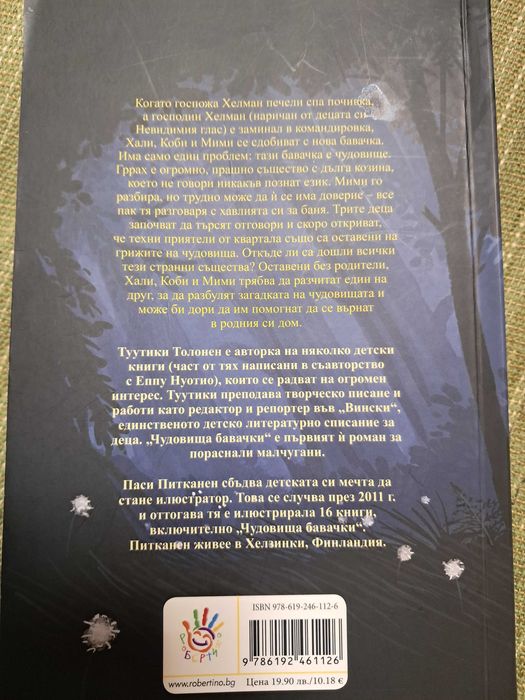 Когато госпожа Хелман печели спа почивка,
а господин Хелман (наричан от децата си
Невидимия глас) е заминал в командировка,
Хали, Коби и Мими се сдобиват с нова бавачка.
Има само един проблем: тази бавачка е чудовище.
Гррах е огромно, прашно същество с дълга козина,
което не говори никакъв познат език. Мими го
разбира, но трудно може да ѝ се има доверие – все
пак тя разговаря с хавлията си за баня. Трите деца
започват да търсят отговори и скоро откриват,
че техни приятели от квартала също са оставени на
грижите на чудовища. Откъде ли са дошли всички
тези странни същества? Оставени без родители,
Хали, Коби и Мими трябва да разчитат един на
друг, за да разбулят загадката на чудовищата и
може би дори да им помогнат да се върнат
в родния си дом.
Туутики Толонен е авторка на няколко детски
книги (част от тях написани в съавторство
с Еппу Нуотио), които се радват на огромен
интерес. Туутики преподава творческо писане и
работи като редактор и репортер във „Вински“,
единственото детско литературно списание за
деца. „Чудовища бавачки“ е първият ѝ роман за
пораснали малчугани.
Паси Питканен сбъдва детската си мечта да
стане илюстратор. Това се случва през 2011 г.
и оттогава тя е илюстрирала 16 книги,
включително „Чудовища бавачки“.
Питканен живее в Хелзинки, Финландия.
ISBN 978-619-246-112-6
РОБЕРТИНО
9 786192 461126
www.robertino.bg
Цена 19.90 лв./10.18 €